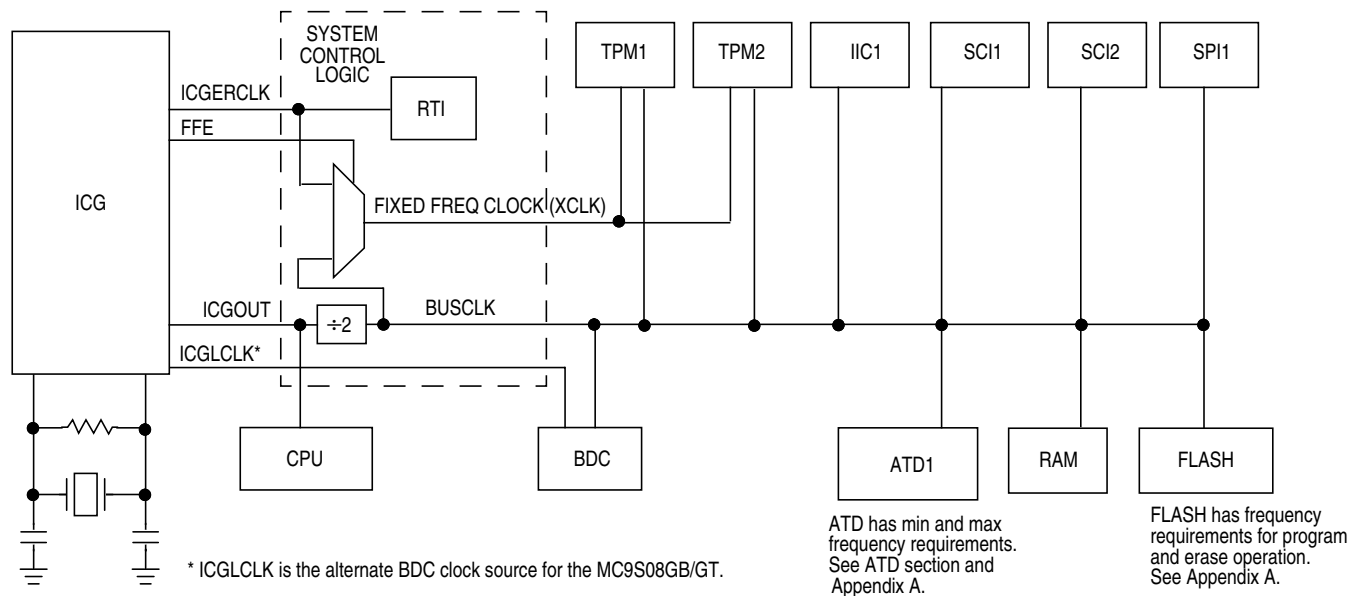 SYSTEM
CONTROL
LOGIC
TPM1
TPM2
IIC1
SCI1
SCI2
SPI1
ICGERCLK
RTI
FFE
ICG
FIXED FREQ CLOCK (XCLK)
ICGOUT
÷2
BUSCLK
ICGLCLK*
CPU
BDC
ATD1
RAM
FLASH
ATD has min and max
frequency requirements.
See ATD section and
Appendix A.
FLASH has frequency
requirements for program
and erase operation.
See Appendix A.
* ICGLCLK is the alternate BDC clock source for the MC9S08GB/GT.